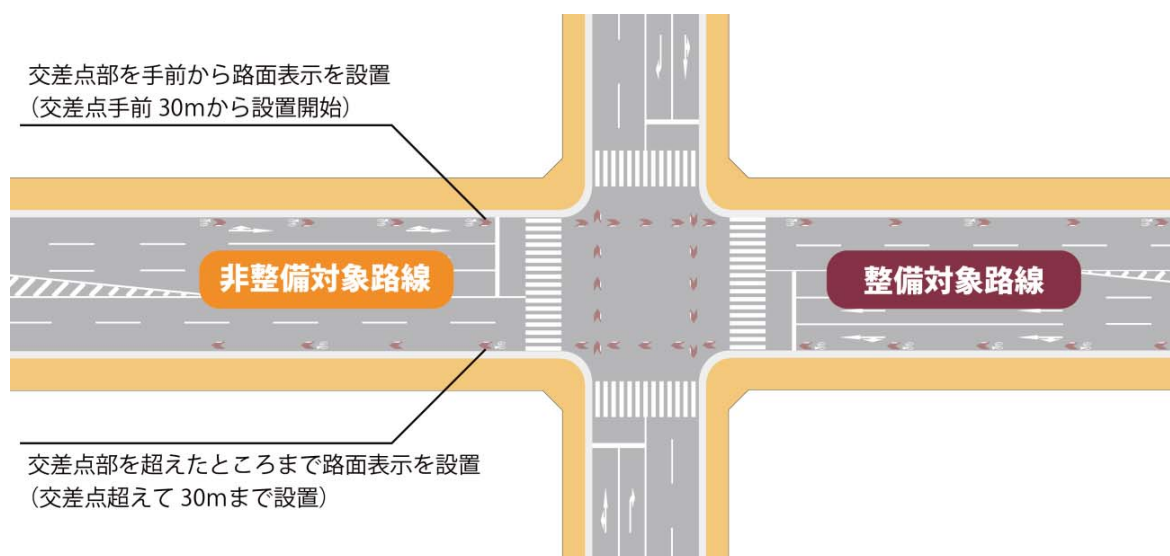 交差点部を手前から路面表示を設置
(交差点手前 30mから設置開始)
非整備対象路線
整備対象路線
交差点部を超えたところまで路面表示を設置
(交差点超えて 30mまで設置)